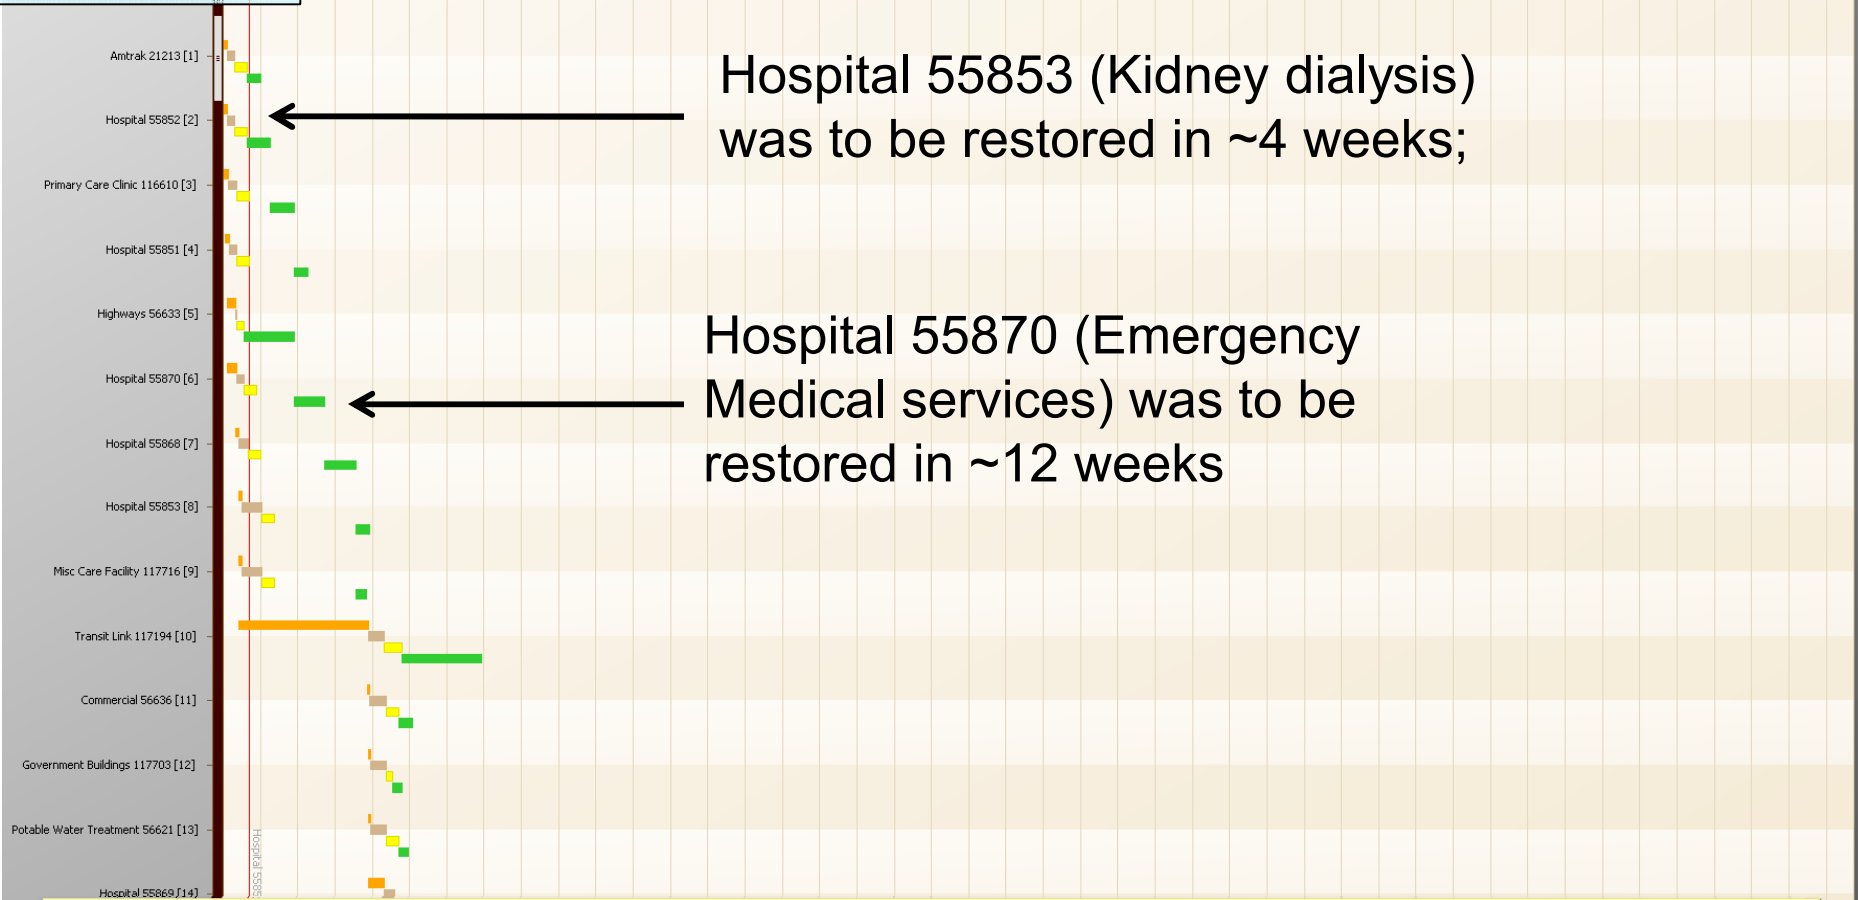 Amtrak 21213 [1]
Hospital 55852 [2]
Primary Care Clinic 116610 [3]
Hospital 55851 [4]
Highways 56633 [5]
Hospital 55870 [6]
Hospital 55868 [7]
Hospital 55853 [8]
Misc Care Facility 117716 [9]
Transit Link 117194 [10]
Commercial 56636 [11]
Government Buildings 117703 [12]
Potable Water Treatment 56621 [13]
Hospital 55869 [14]
Hospital 55853 (Kidney dialysis)
was to be restored in ~4 weeks;
Hospital 55870 (Emergency
Medical services) was to be
restored in ~12 weeks
Hospital 5585